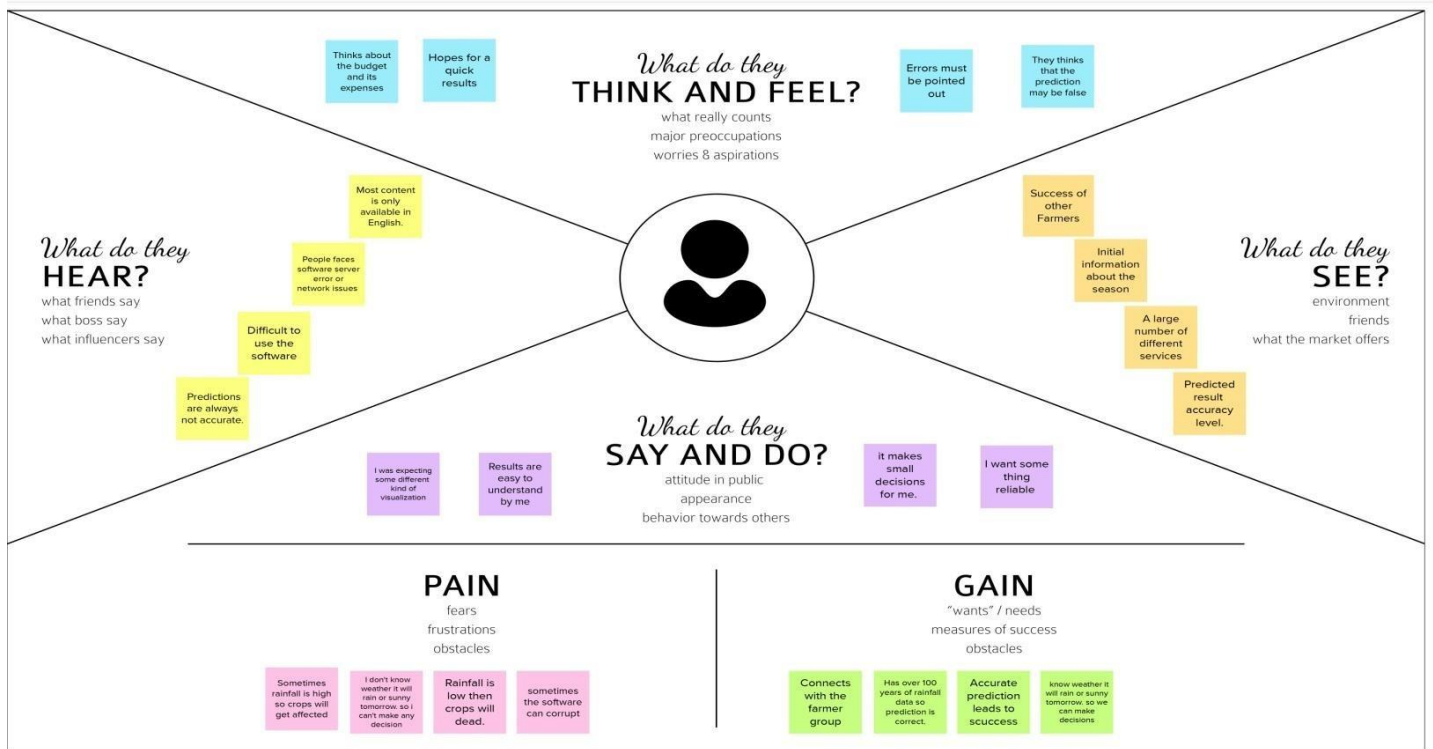 Thinks about
the budget
and its
expenses
Hopes for a
quick
results
What do they
THINK AND FEEL?
what really counts
major preoccupations
worries & aspirations
Errors must
be pointed
out
They thinks
that the
prediction
may be false
What do they
HEAR?
what friends say
what boss say
what influencers say
Most content
is only
available in
English.
People faces
software server
error or
network issues
Difficult to
use the
software
Predictions
are always
not accurate.
Success of
other
Farmers
Initial
information
about the
season
A large
number of
different
services
Predicted
result
accuracy
level.
What do they
SEE?
environment
friends
what the market offers
What do they
SAY AND DO?
attitude in public
appearance
behavior towards others
I was expecting
some different
kind of
visualization
Results are
easy to
understand
by me
it makes
small
decisions
for me.
I want some
thing
reliable
PAIN
fears
frustrations
obstacles
Sometimes
rainfall is high
so crops will
get affected
I don't know
weather it will
rain or sunny
tomorrow. so i
can't make any
decision
Rainfall is
low then
crops will
dead.
sometimes
the software
can corrupt
GAIN
"wants" / needs
measures of success
obstacles
Connects
with the
farmer
group
Has over 100
years of rainfall
data so
prediction is
correct.
Accurate
prediction
leads to
scuccess
know weather it
will rain or sunny
tomorrow. so we
can make
decisions